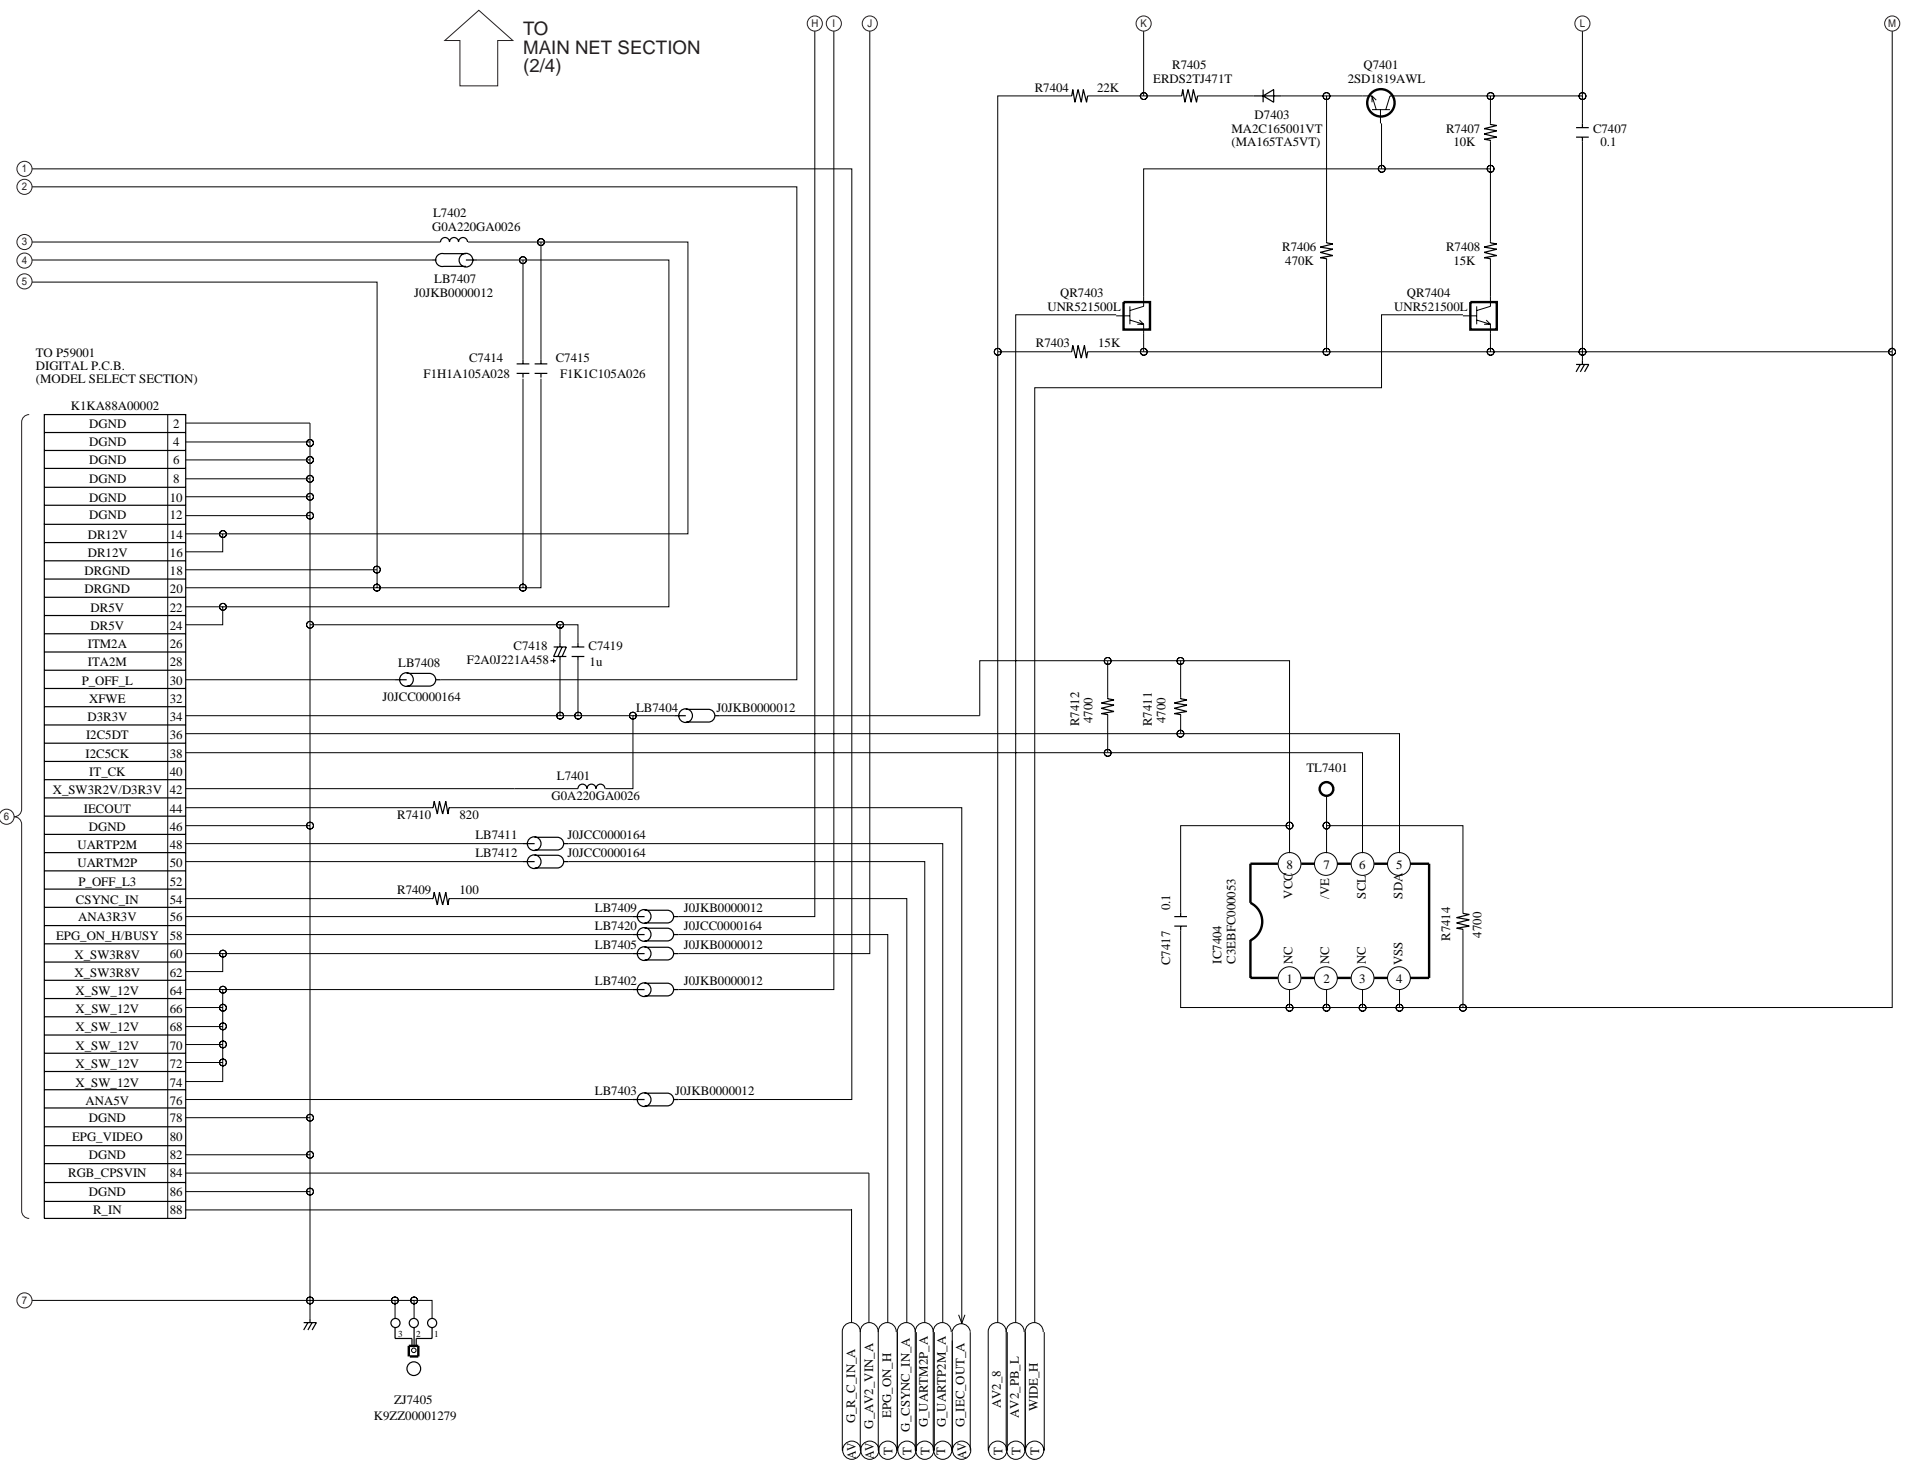 TO
MAIN NET SECTION
(2/4)
H
I
J
K
L
M
R7404
22K
R7405
ERDS2TJ471T
D7403
MA2C165001VT
(MA165TA5VT)
Q7401
2SD1819AWL
R7407
10K
C7407
0.1
1
2
3
4
5
L7402
G0A220GA0026
LB7407
J0JKB0000012
R7406
470K
R7408
15K
QR7403
UNR521500L
QR7404
UNR521500L
R7403
15K
C7414
F1H1A105A028
C7415
F1K1C105A026
TO P59001
DIGITAL P.C.B.
(MODEL SELECT SECTION)
K1KA88A00002
6
DGND 2
DGND 4
DGND 6
DGND 8
DGND 10
DGND 12
DR12V 14
DR12V 16
DRGND 18
DRGND 20
DR5V 22
DR5V 24
ITM2A 26
ITA2M 28
P_OFF_L 30
XFWE 32
D3R3V 34
I2C5DT 36
I2C5CK 38
IT_CK 40
X_SW3R2V/D3R3V 42
IECOUT 44
DGND 46
UARTP2M 48
UARTM2P 50
P_OFF_L3 52
CSYNC_IN 54
ANA3R3V 56
EPG_ON_H/BUSY 58
X_SW3R8V 60
X_SW3R8V 62
X_SW_12V 64
X_SW_12V 66
X_SW_12V 68
X_SW_12V 70
X_SW_12V 72
X_SW_12V 74
ANA5V 76
DGND 78
EPG_VIDEO 80
DGND 82
RGB_CPSVIN 84
DGND 86
R_IN 88
C7418
F2A0J221A458
+
C7419
1u
LB7408
J0JCC0000164
LB7404
J0JKB0000012
L7401
G0A220GA0026
R7410
820
LB7411
J0JCC0000164
LB7412
J0JCC0000164
R7409
100
LB7409
J0JKB0000012
LB7420
J0JCC0000164
LB7405
J0JKB0000012
LB7402
J0JKB0000012
LB7403
J0JKB0000012
R7412
4700
R7411
4700
TL7401
8
7
6
5
VCC
/WE
SCL
SDA
C7417
0.1
IC7404
C3EBFC000053
R7414
4700
NC
NC
NC
VSS
1
2
3
4
7
3
2
1
ZJ7405
K9ZZ00001279
AV G_R_C_IN_A
AV G_AV2_VIN_A
T EPG_ON_H
T G_CSYNC_IN_A
T G_UARTM2P_A
T G_UARTP2M_A
AV G_IEC_OUT_A
T AV2_8
T AV2_PB_L
T WIDE_H